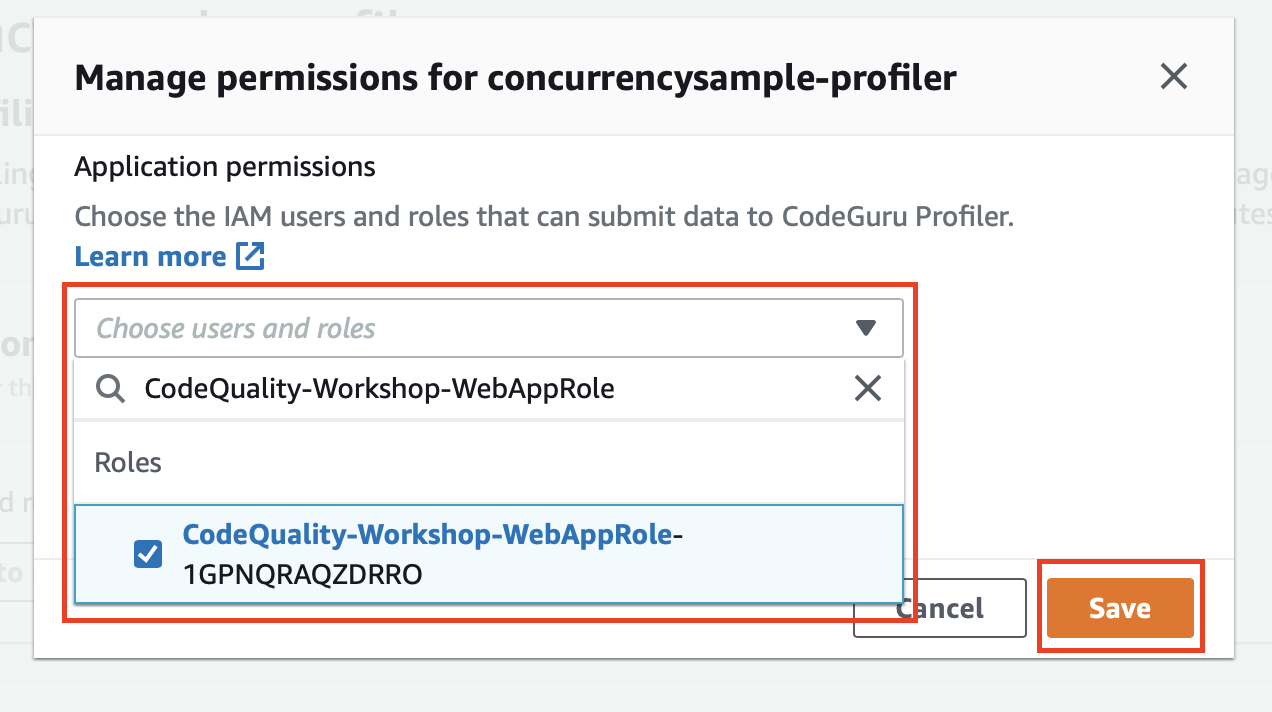 Manage permissions for concurrencysample-profiler
Application permissions
Choose the IAM users and roles that can submit data to CodeGuru Profiler.
Learn more
Choose users and roles
CodeQuality-Workshop-WebAppRole
Roles
CodeQuality-Workshop-WebAppRole-
1GPNQRAQZDRRO
Cancel
Save